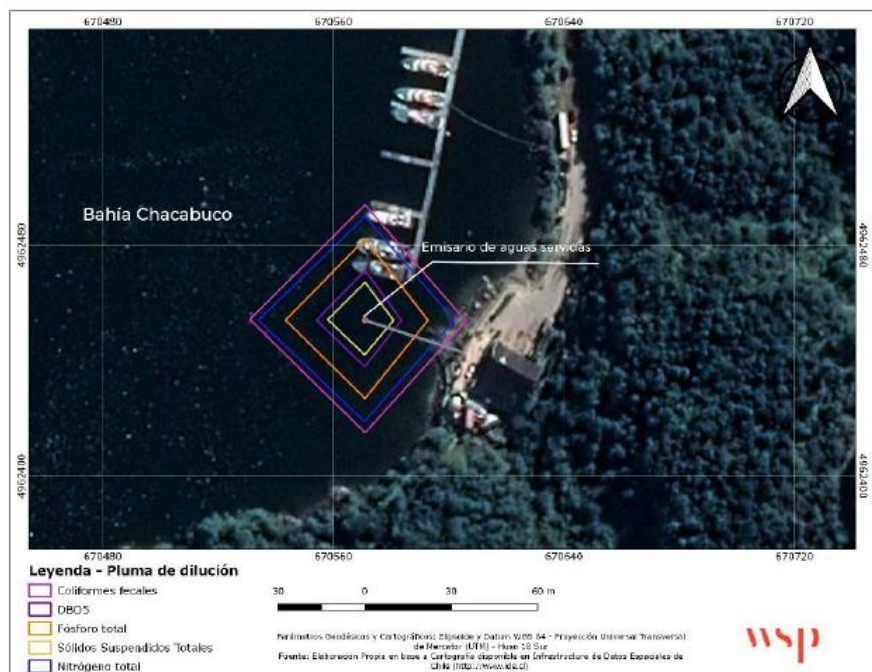 670480 670560 670640 670720
4962480 4962480
Bahía Chacabuco
Emisario de aguas servidas
4962400 4962400
670480 670560 670640 670720
Leyenda - Pluma de dilución
Coliformes fecales
DBO5
Fósforo total
Sólidos Suspendidos Totales
Nitrógeno total
30 0 30 60 m
Parámetros Geodésicos y Cartográficos: Elipsoide y Datum WGS 84 - Proyección Universal Transversal
de Mercator (UTM) - Huso 18 Sur
Fuente: Elaboración Propia en base a Cartografía disponible en Infraestructura de Datos Espaciales de
Chile (http://www.ide.cl)
wsp